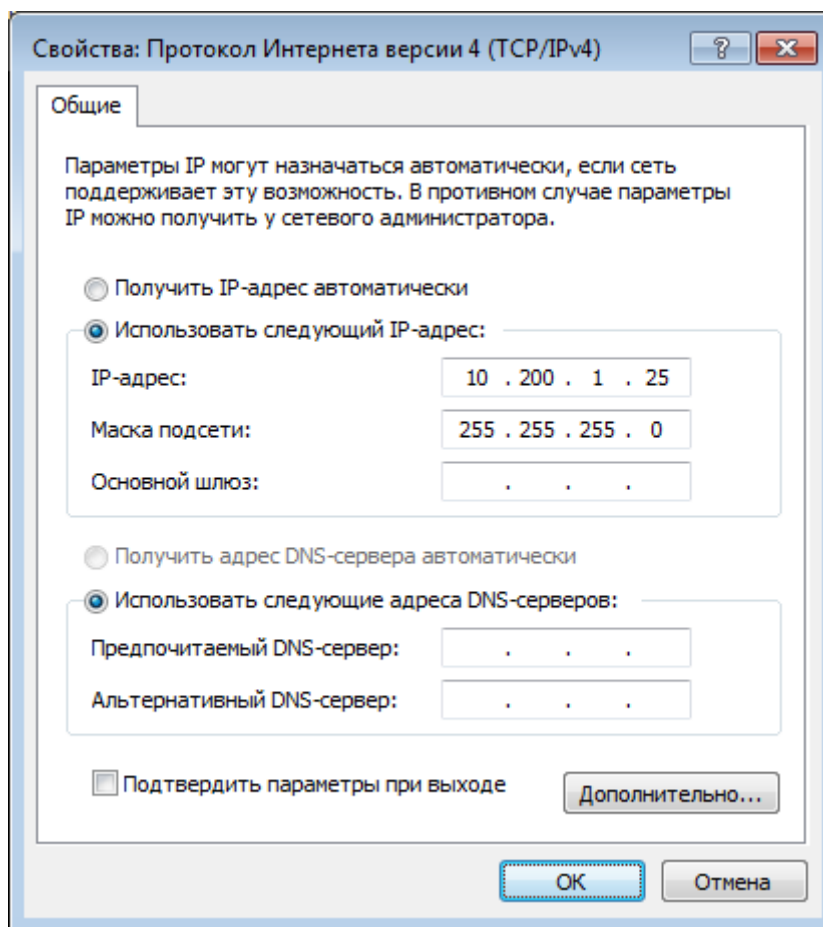 Свойства: Протокол Интернета версии 4 (TCP/IPv4)
Общие
Параметры IP могут назначаться автоматически, если сеть
поддерживает эту возможность. В противном случае параметры
IP можно получить у сетевого администратора.
Получить IP-адрес автоматически
Использовать следующий IP-адрес:
IP-адрес: 10 . 200 . 1 . 25
Маска подсети: 255 . 255 . 255 . 0
Основной шлюз: . . .
Получить адрес DNS-сервера автоматически
Использовать следующие адреса DNS-серверов:
Предпочитаемый DNS-сервер: . . .
Альтернативный DNS-сервер: . . .
Подтвердить параметры при выходе
Дополнительно...
ОК Отмена